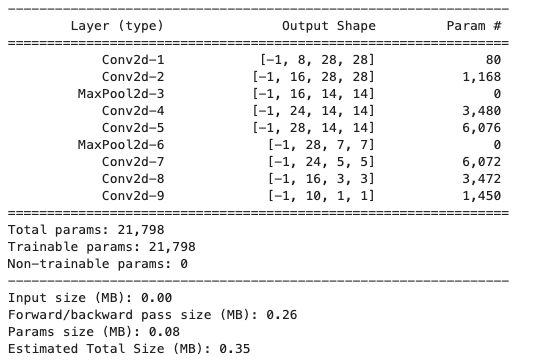 ----------------------------------------------------------------
        Layer (type)               Output Shape         Param #
================================================================
            Conv2d-1            [-1, 8, 28, 28]              80
            Conv2d-2           [-1, 16, 28, 28]           1,168
         MaxPool2d-3           [-1, 16, 14, 14]               0
            Conv2d-4           [-1, 24, 14, 14]           3,480
            Conv2d-5           [-1, 28, 14, 14]           6,076
         MaxPool2d-6             [-1, 28, 7, 7]               0
            Conv2d-7             [-1, 24, 5, 5]           6,072
            Conv2d-8             [-1, 16, 3, 3]           3,472
            Conv2d-9             [-1, 10, 1, 1]           1,450
================================================================
Total params: 21,798
Trainable params: 21,798
Non-trainable params: 0
----------------------------------------------------------------
Input size (MB): 0.00
Forward/backward pass size (MB): 0.26
Params size (MB): 0.08
Estimated Total Size (MB): 0.35